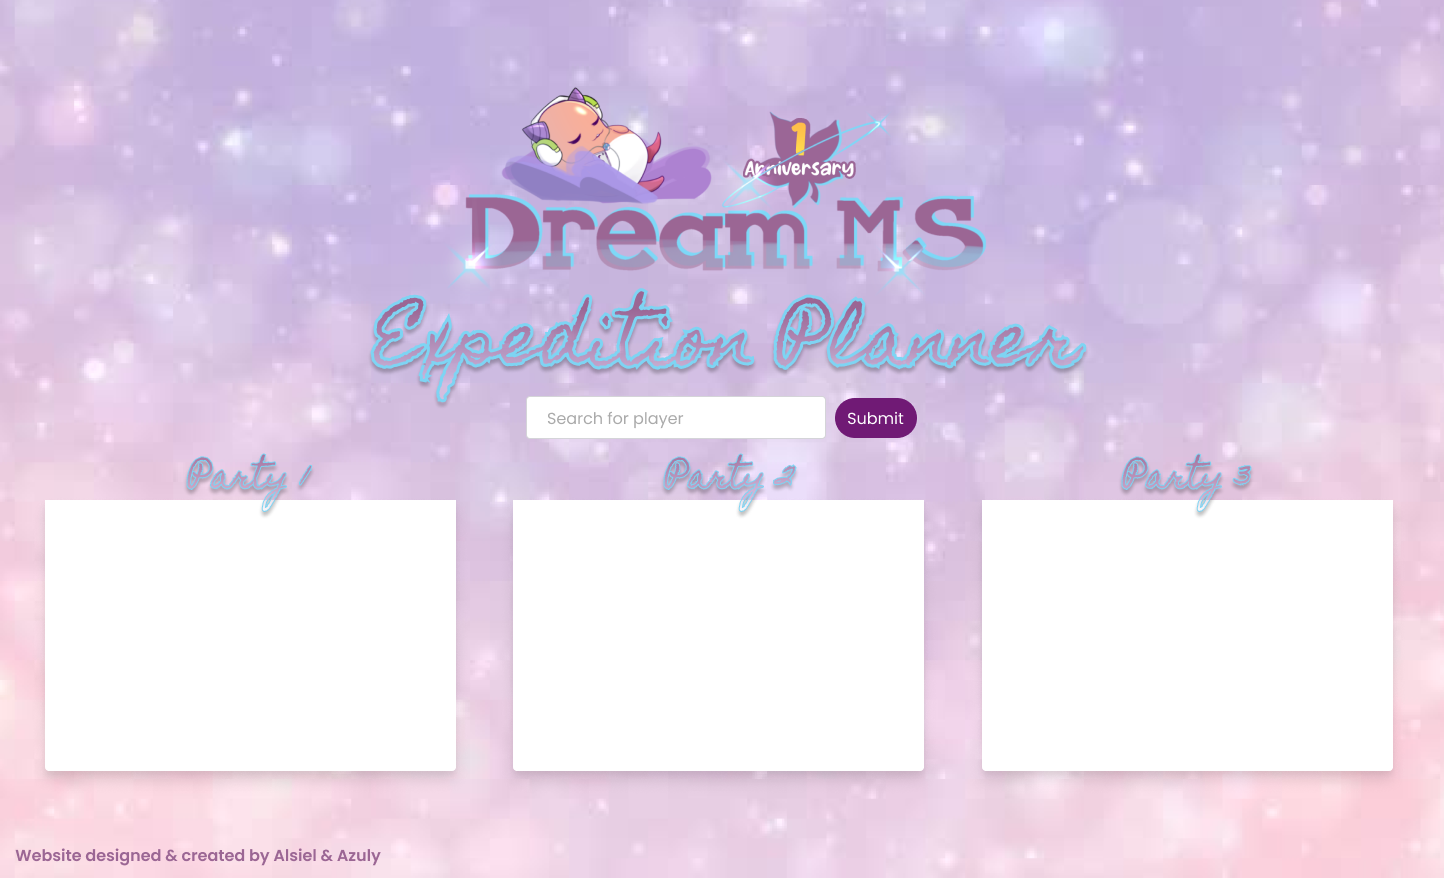 1
Anniversary
Dream MS
Expedition Planner
Search for player
Submit
Party 1
Party 2
Party 3
Website designed & created by Alsiel & Azuly